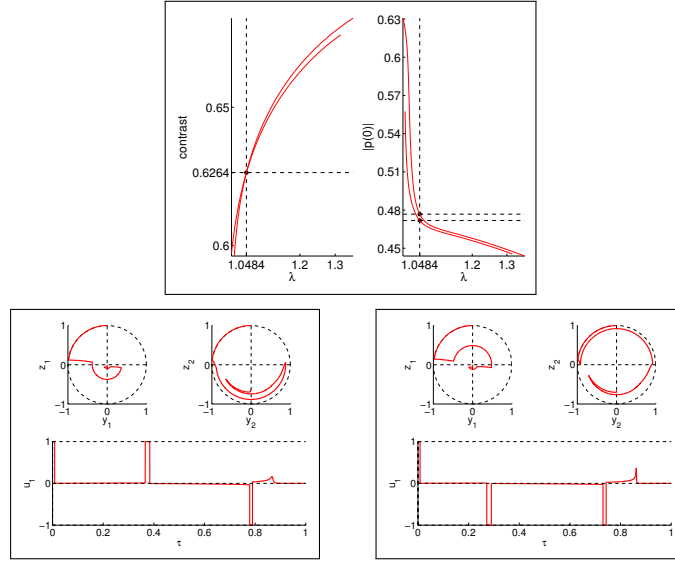 contrast
0.65
0.6264
0.6
1.0484 1.2 1.3
λ
|p(0)|
0.63
0.57
0.54
0.51
0.48
0.45
1.0484 1.2 1.3
λ
z1
1
0
−1
−1 0 1
y1
z2
1
0
−1
−1 0 1
y2
u1
1
0
−1
0 0.2 0.4 0.6 0.8 1
τ
z1
1
0
−1
−1 0 1
y1
z2
1
0
−1
−1 0 1
y2
u1
1
0
−1
0 0.2 0.4 0.6 0.8 1
τ